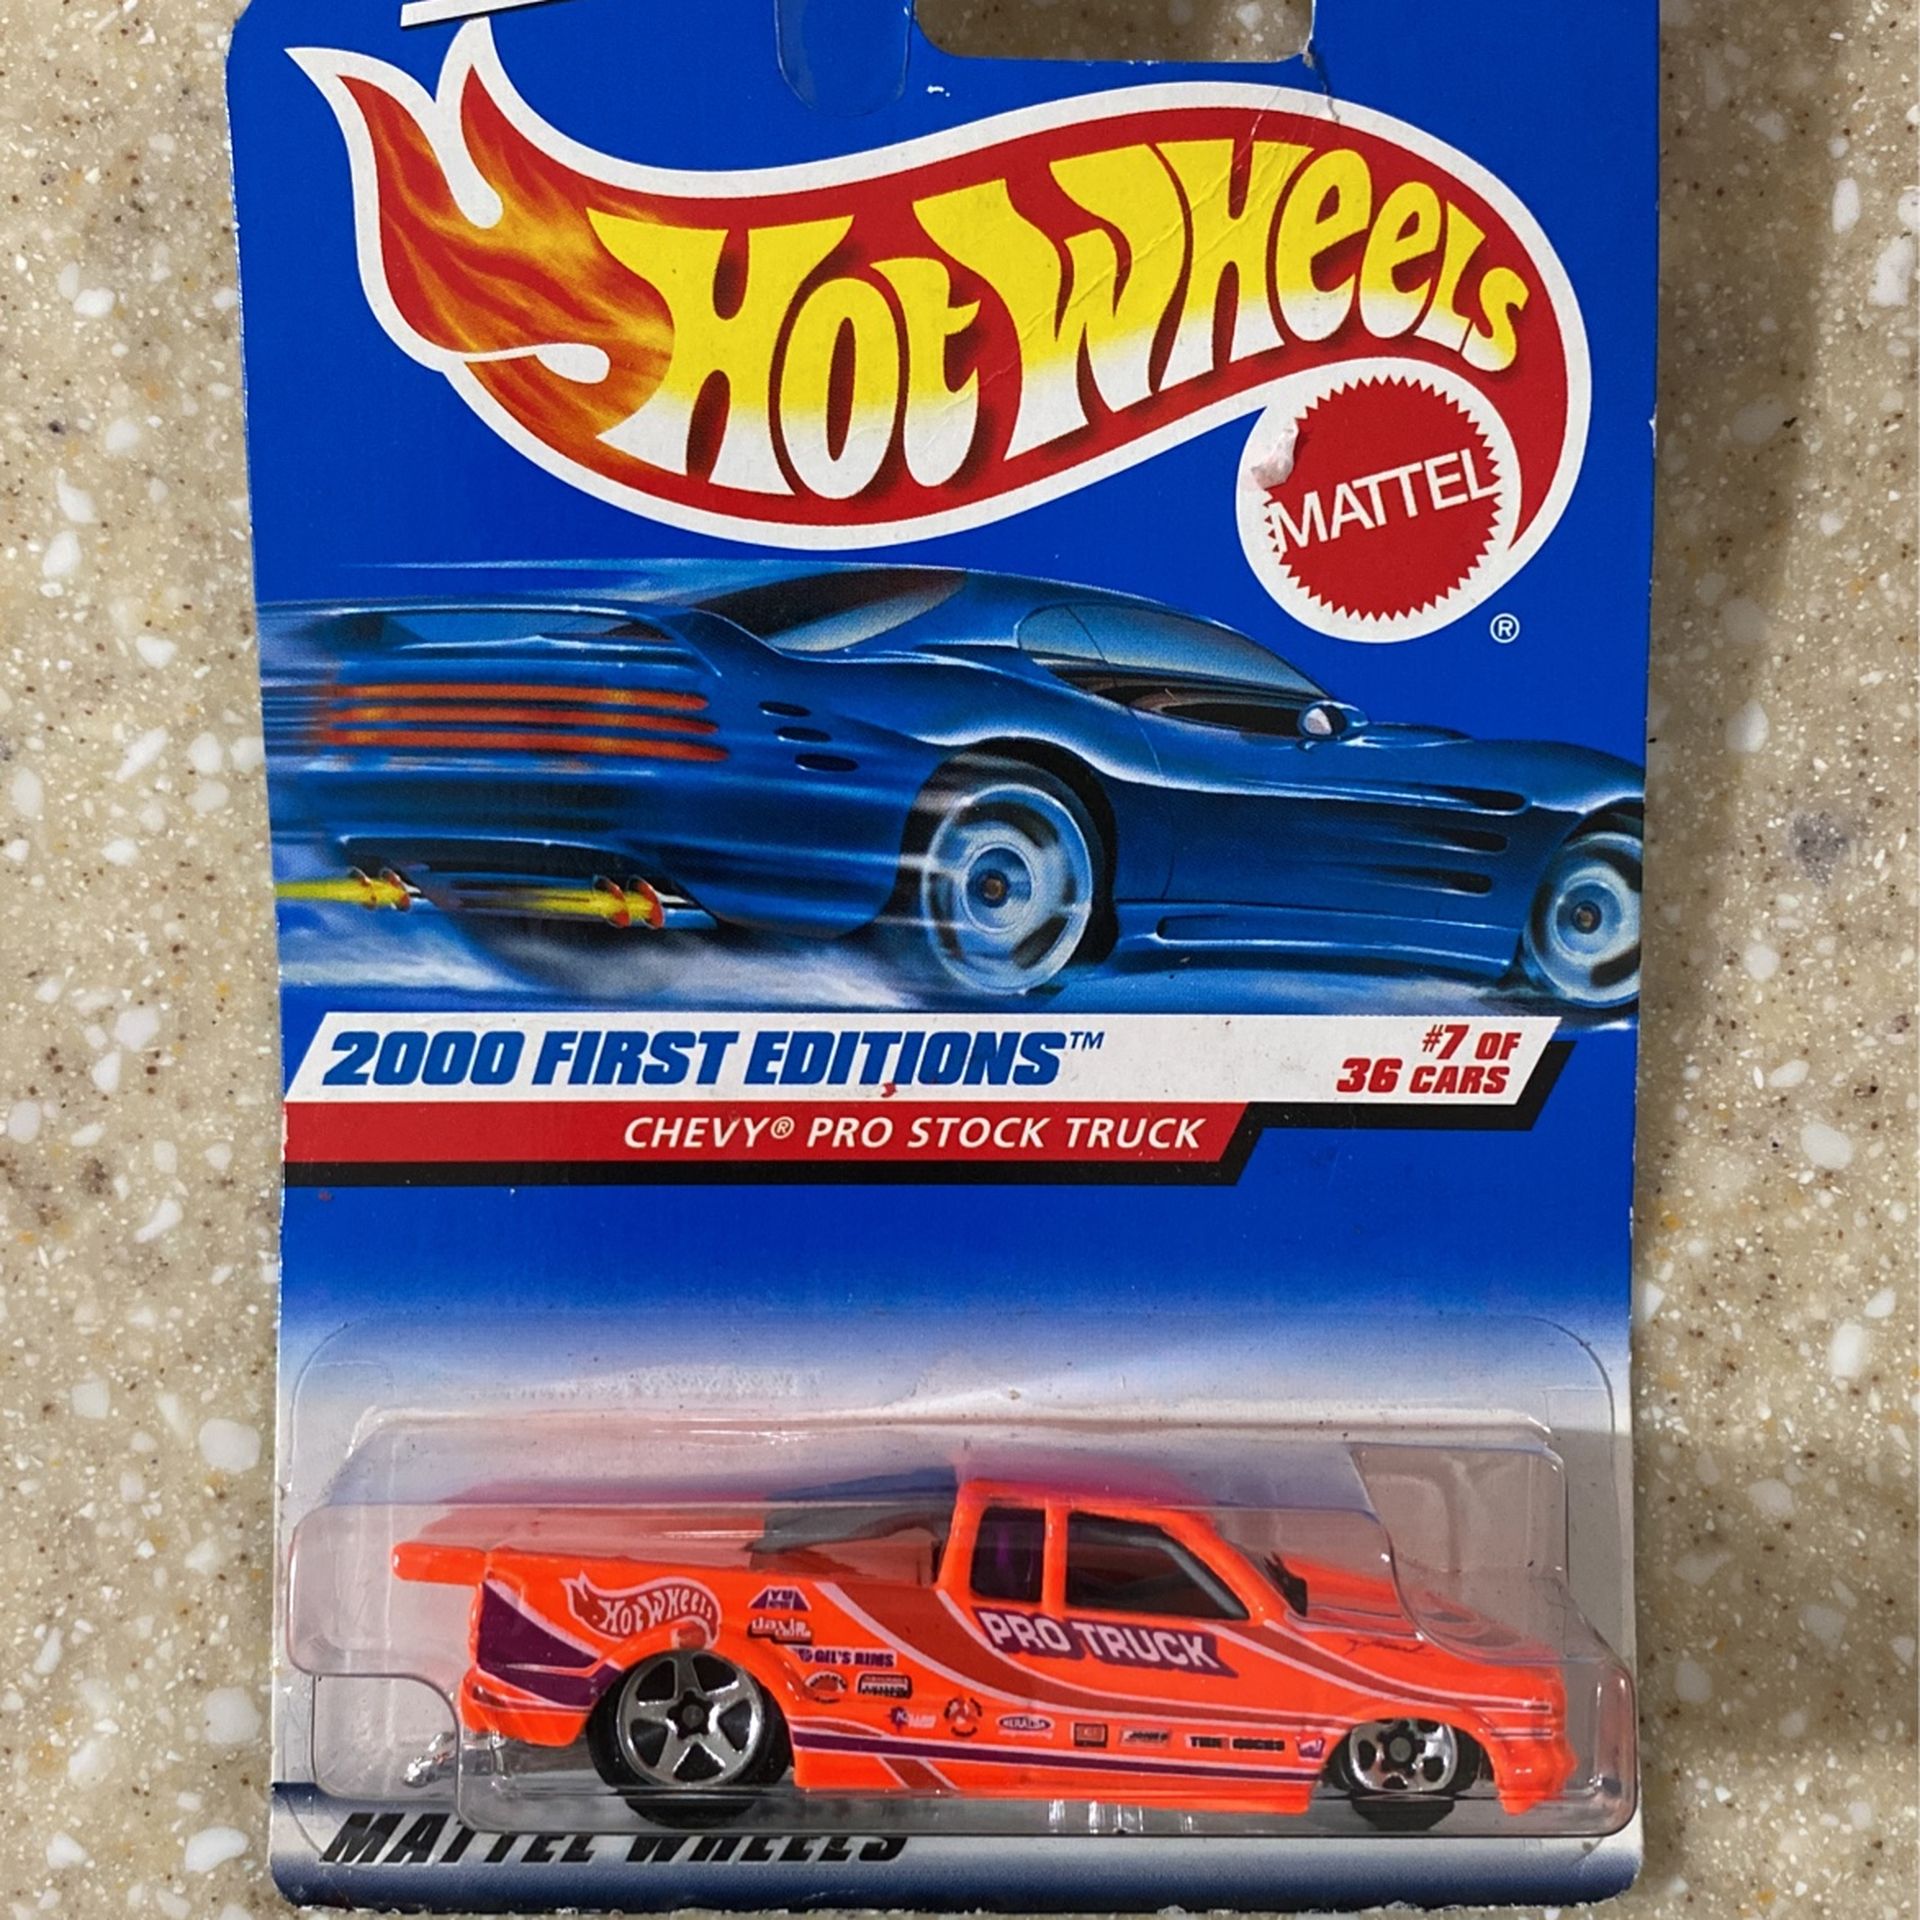 HOT WHEELS
MATTEL
®
2000 FIRST EDITIONS™
#7 OF
36 CARS
CHEVY® PRO STOCK TRUCK
HOT WHEELS
PRO TRUCK
GIL'S RIMS
MATTEL WHEELS